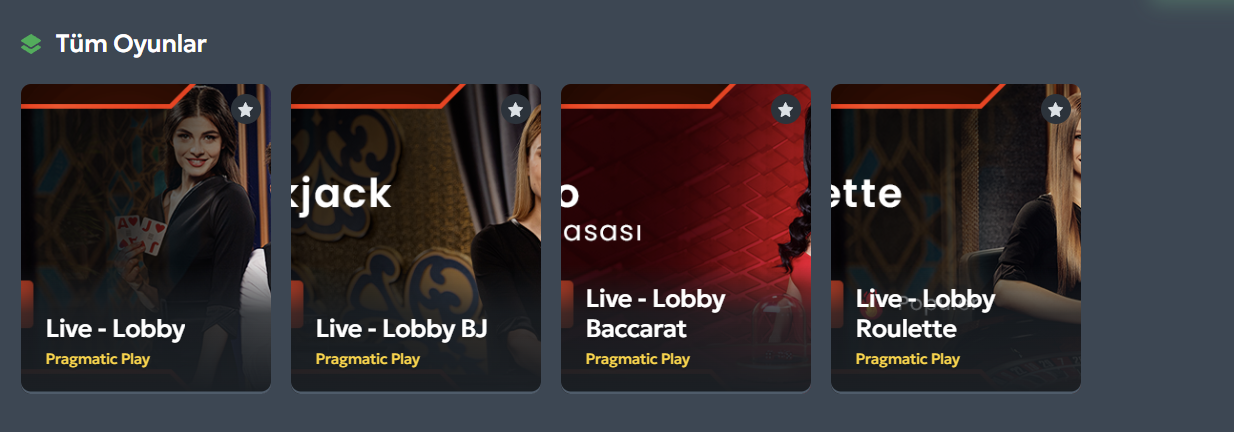 Tüm Oyunlar
kjack
o
asası
ette
Live - Lobby
Pragmatic Play
Live - Lobby BJ
Pragmatic Play
Live - Lobby
Baccarat
Pragmatic Play
Live - Lobby
Roulette
Pragmatic Play